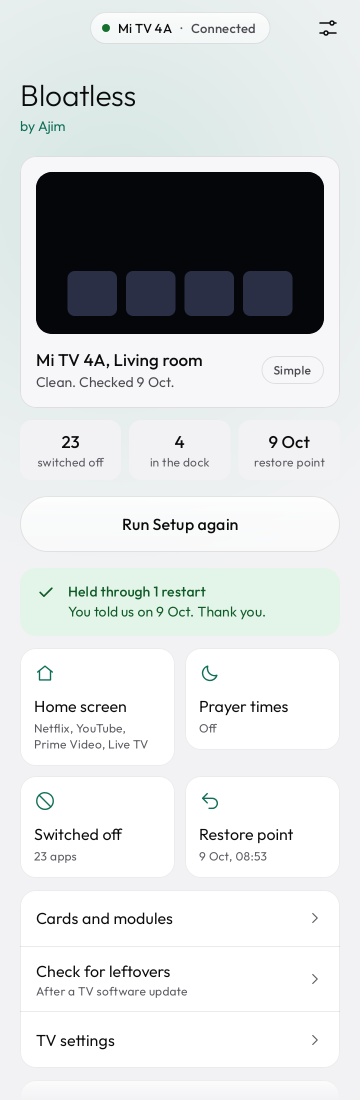 Mi TV 4A · Connected
Bloatless
by Ajim
Mi TV 4A, Living room
Clean. Checked 9 Oct.
Simple
23
switched off
4
in the dock
9 Oct
restore point
Run Setup again
Held through 1 restart
You told us on 9 Oct. Thank you.
Home screen
Netflix, YouTube,
Prime Video, Live TV
Prayer times
Off
Switched off
23 apps
Restore point
9 Oct, 08:53
Cards and modules
Check for leftovers
After a TV software update
TV settings